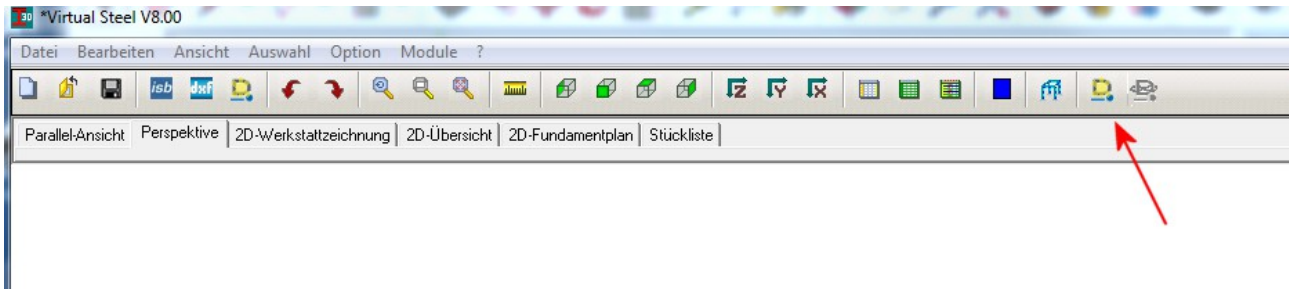 3D *Virtual Steel V8.00
Datei Bearbeiten Ansicht Auswahl Option Module ?
isb dxf Z Y X
Parallel-Ansicht Perspektive 2D-Werkstattzeichnung 2D-Übersicht 2D-Fundamentplan Stückliste